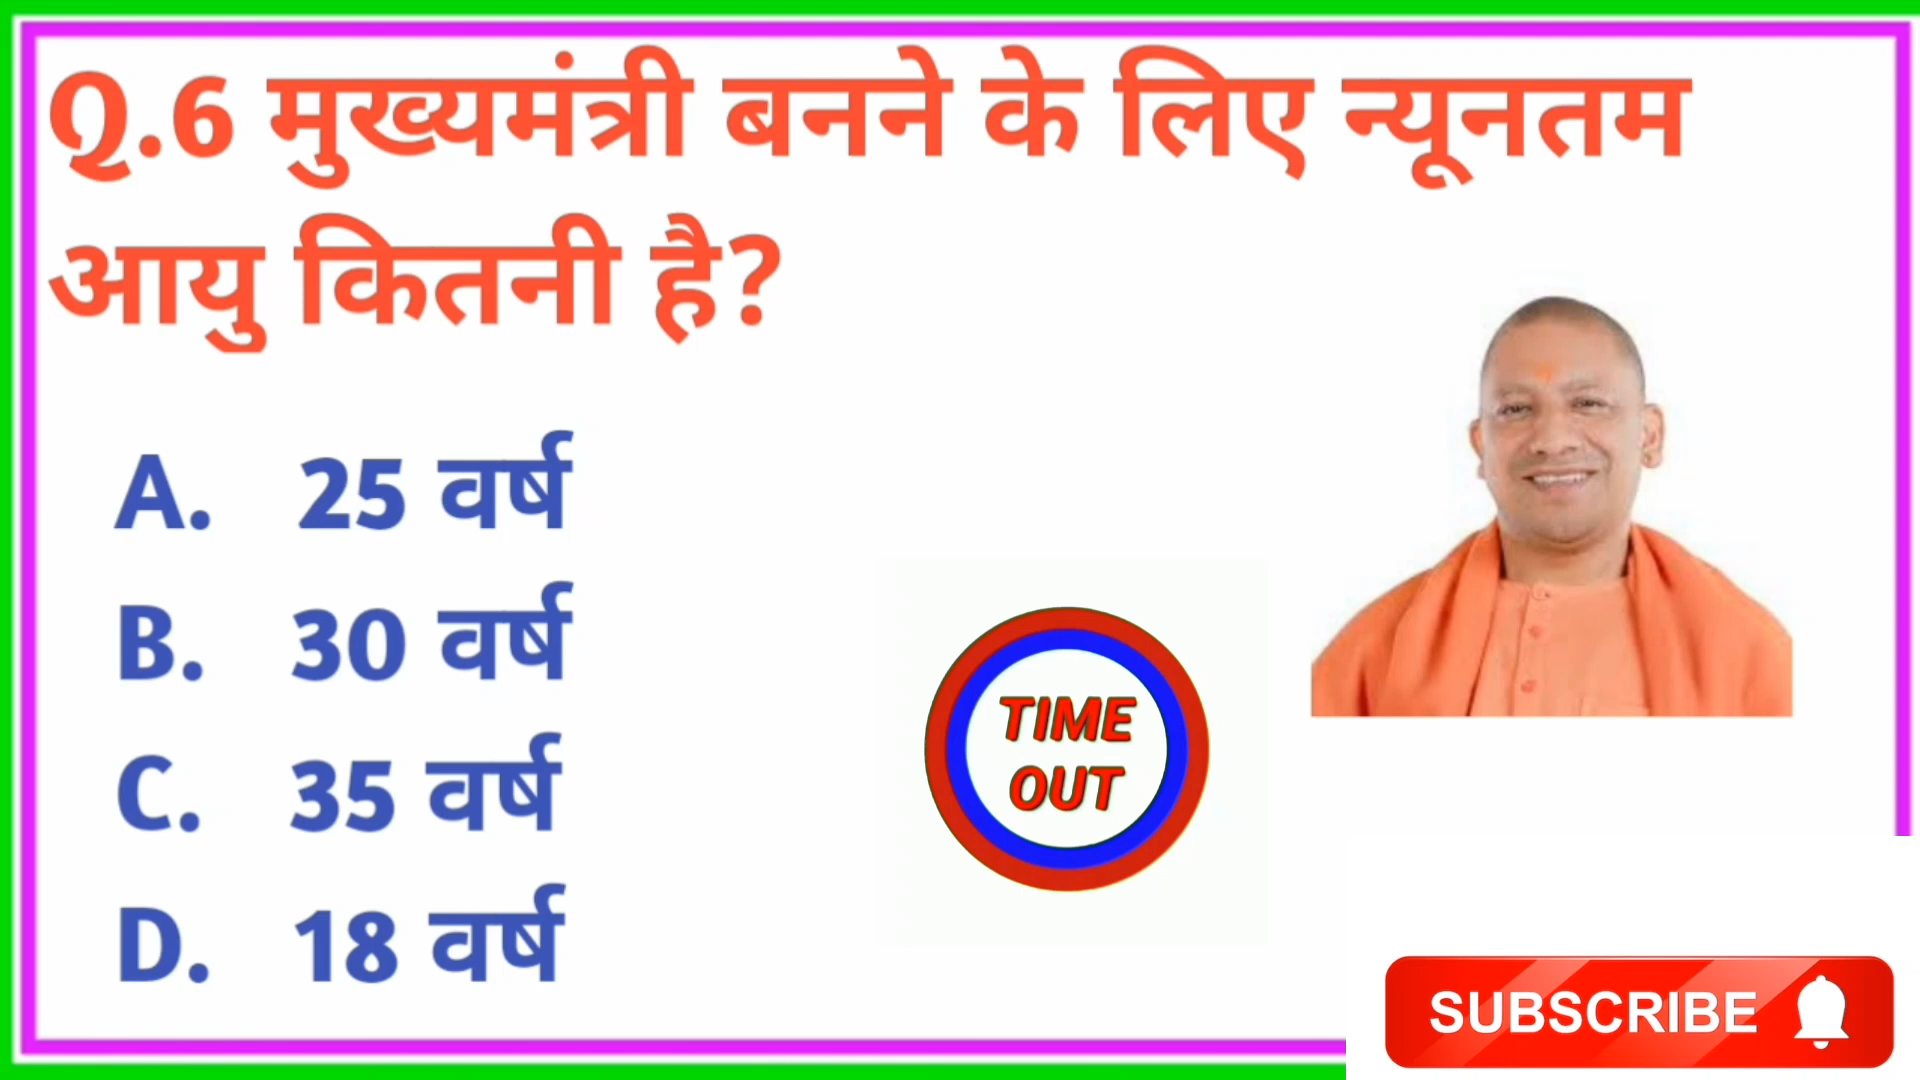 Q.6 मुख्यमंत्री बनने के लिए न्यूनतम
आयु कितनी है?
A. 25 वर्ष
B. 30 वर्ष
C. 35 वर्ष
D. 18 वर्ष
TIME
OUT
SUBSCRIBE